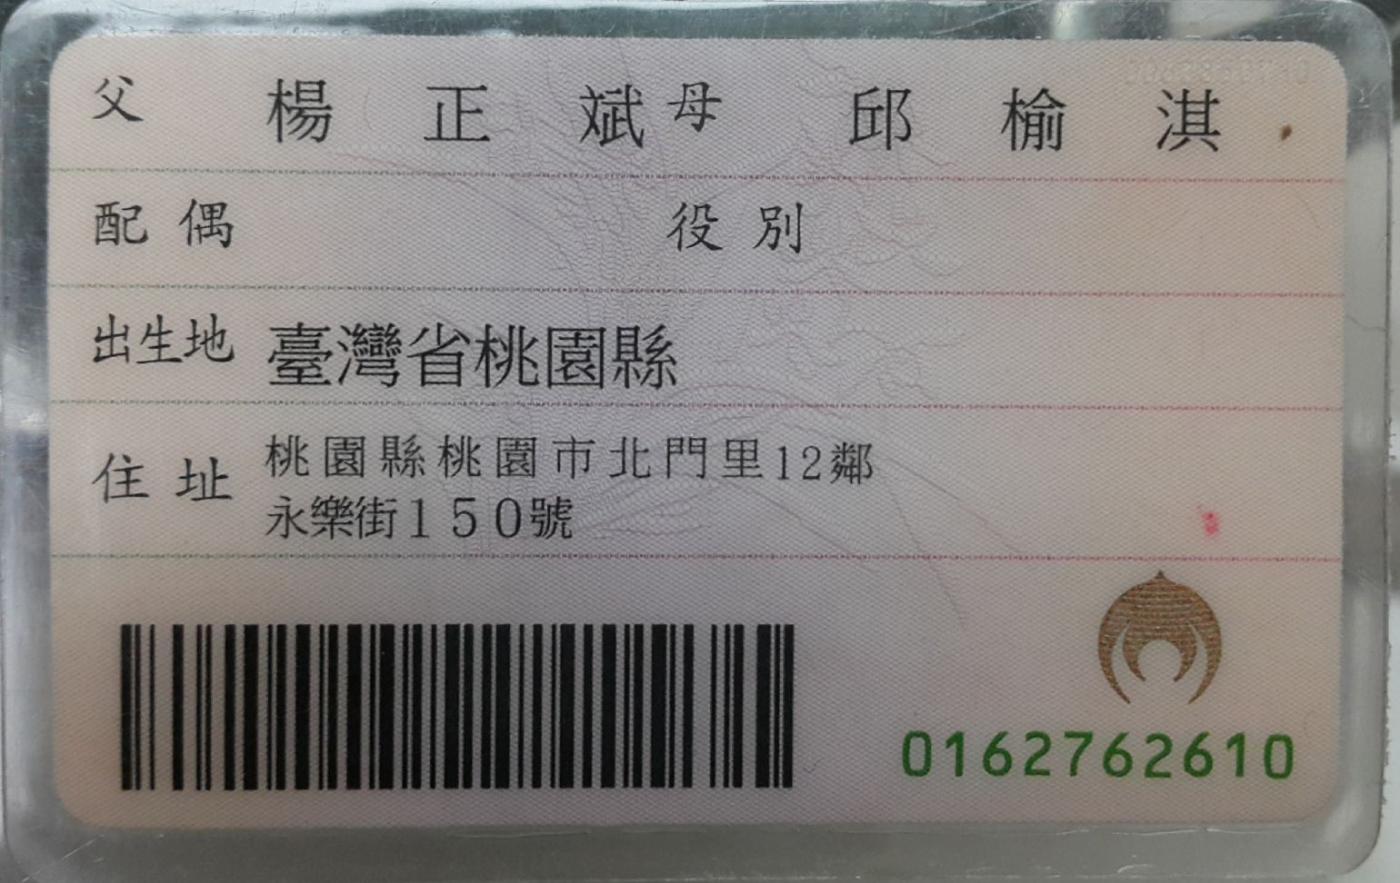 父 楊正斌 母 邱榆淇
配偶 役別
出生地 臺灣省桃園縣
住址 桃園縣桃園市北門里12鄰
永樂街150號
0162762610